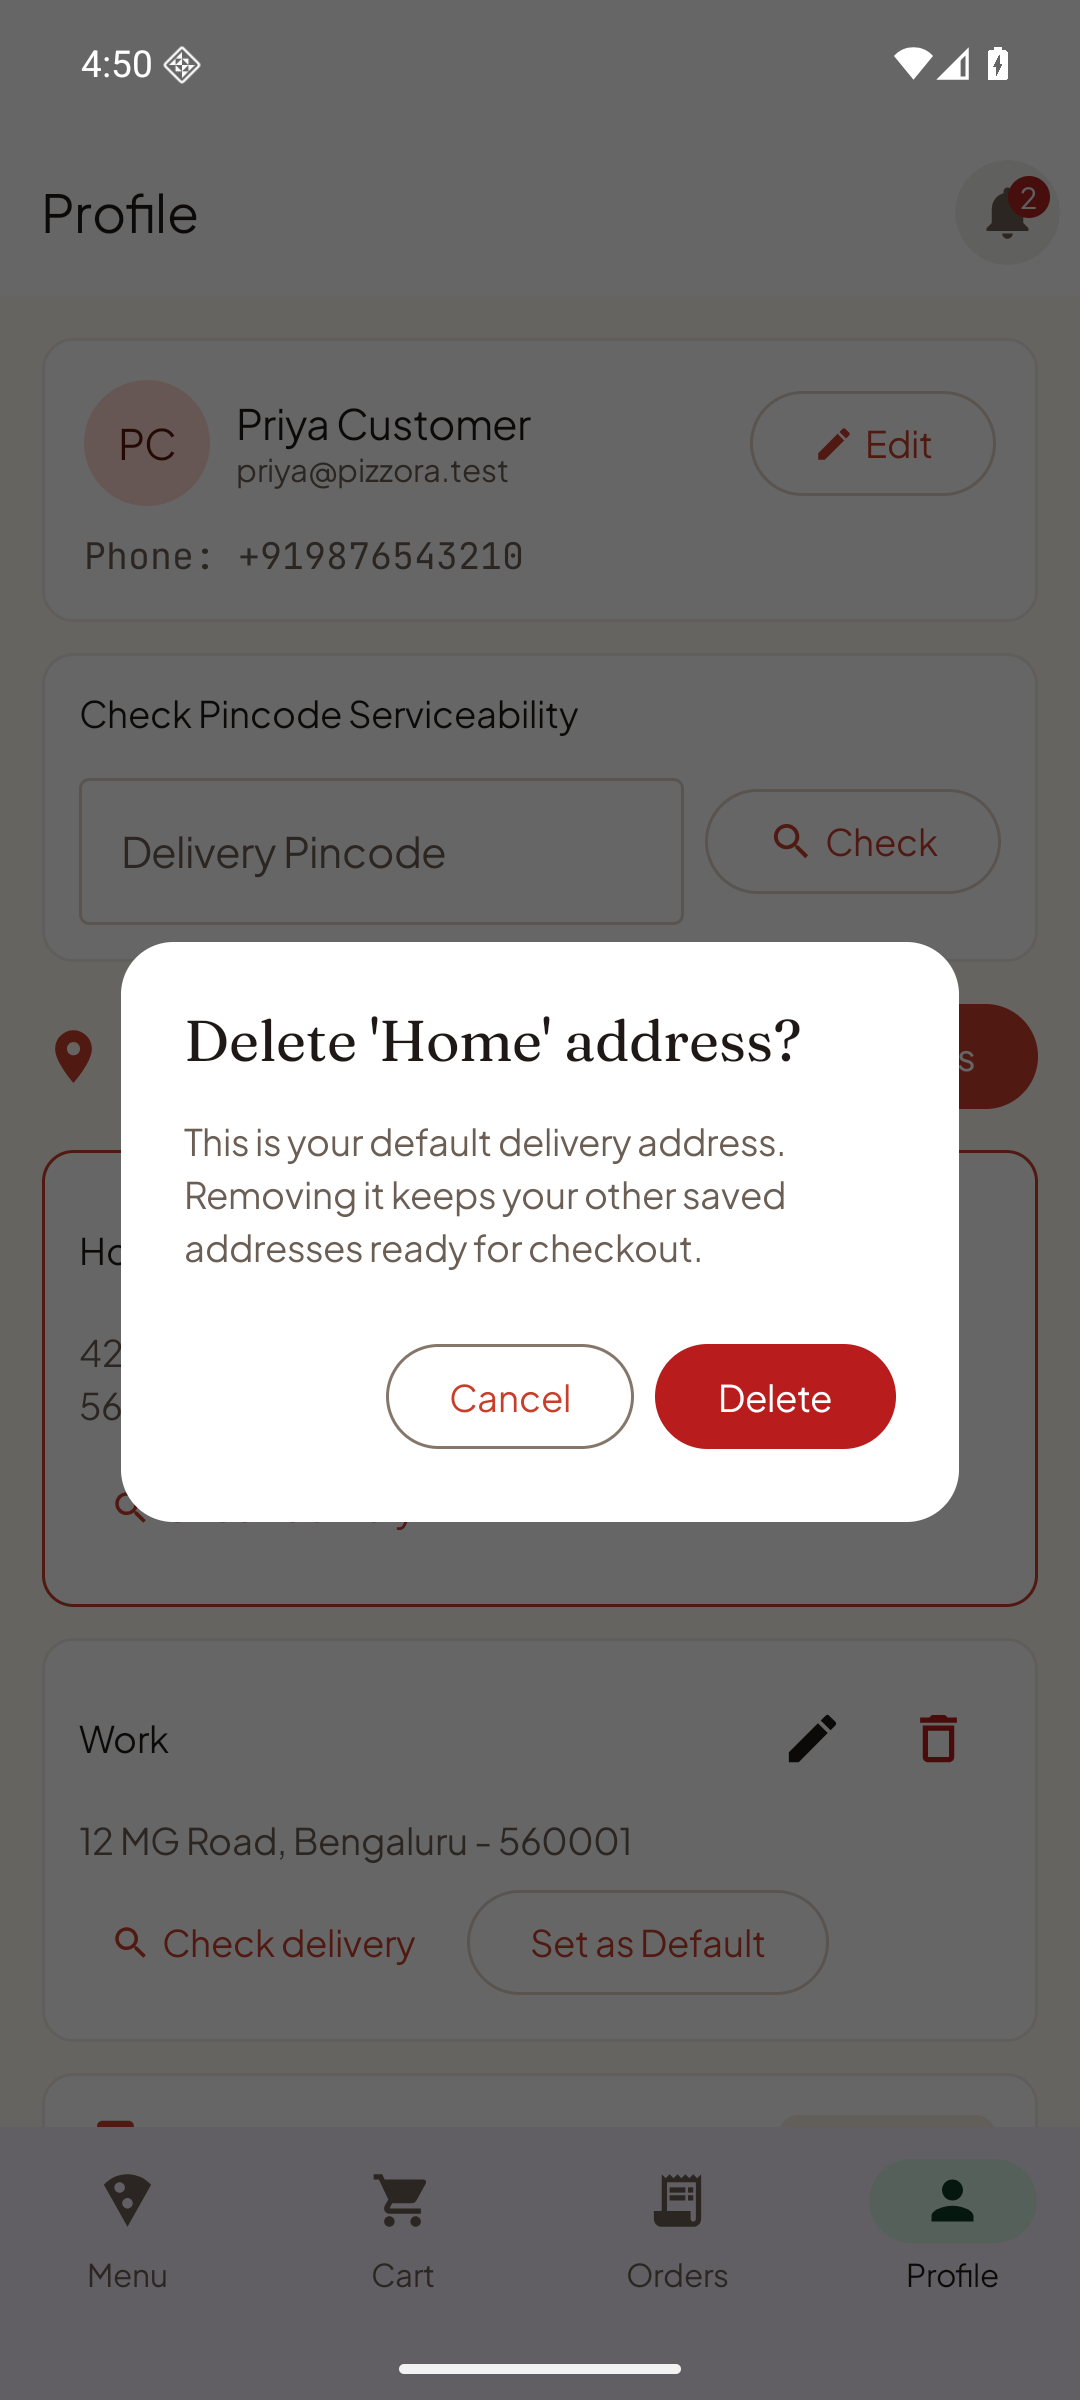 4:50
Profile
2
PC
Priya Customer
priya@pizzora.test
Edit
Phone: +919876543210
Check Pincode Serviceability
Delivery Pincode
Check
Delete 'Home' address?
This is your default delivery address.
Removing it keeps your other saved
addresses ready for checkout.
Cancel
Delete
Work
12 MG Road, Bengaluru - 560001
Check delivery
Set as Default
Menu
Cart
Orders
Profile